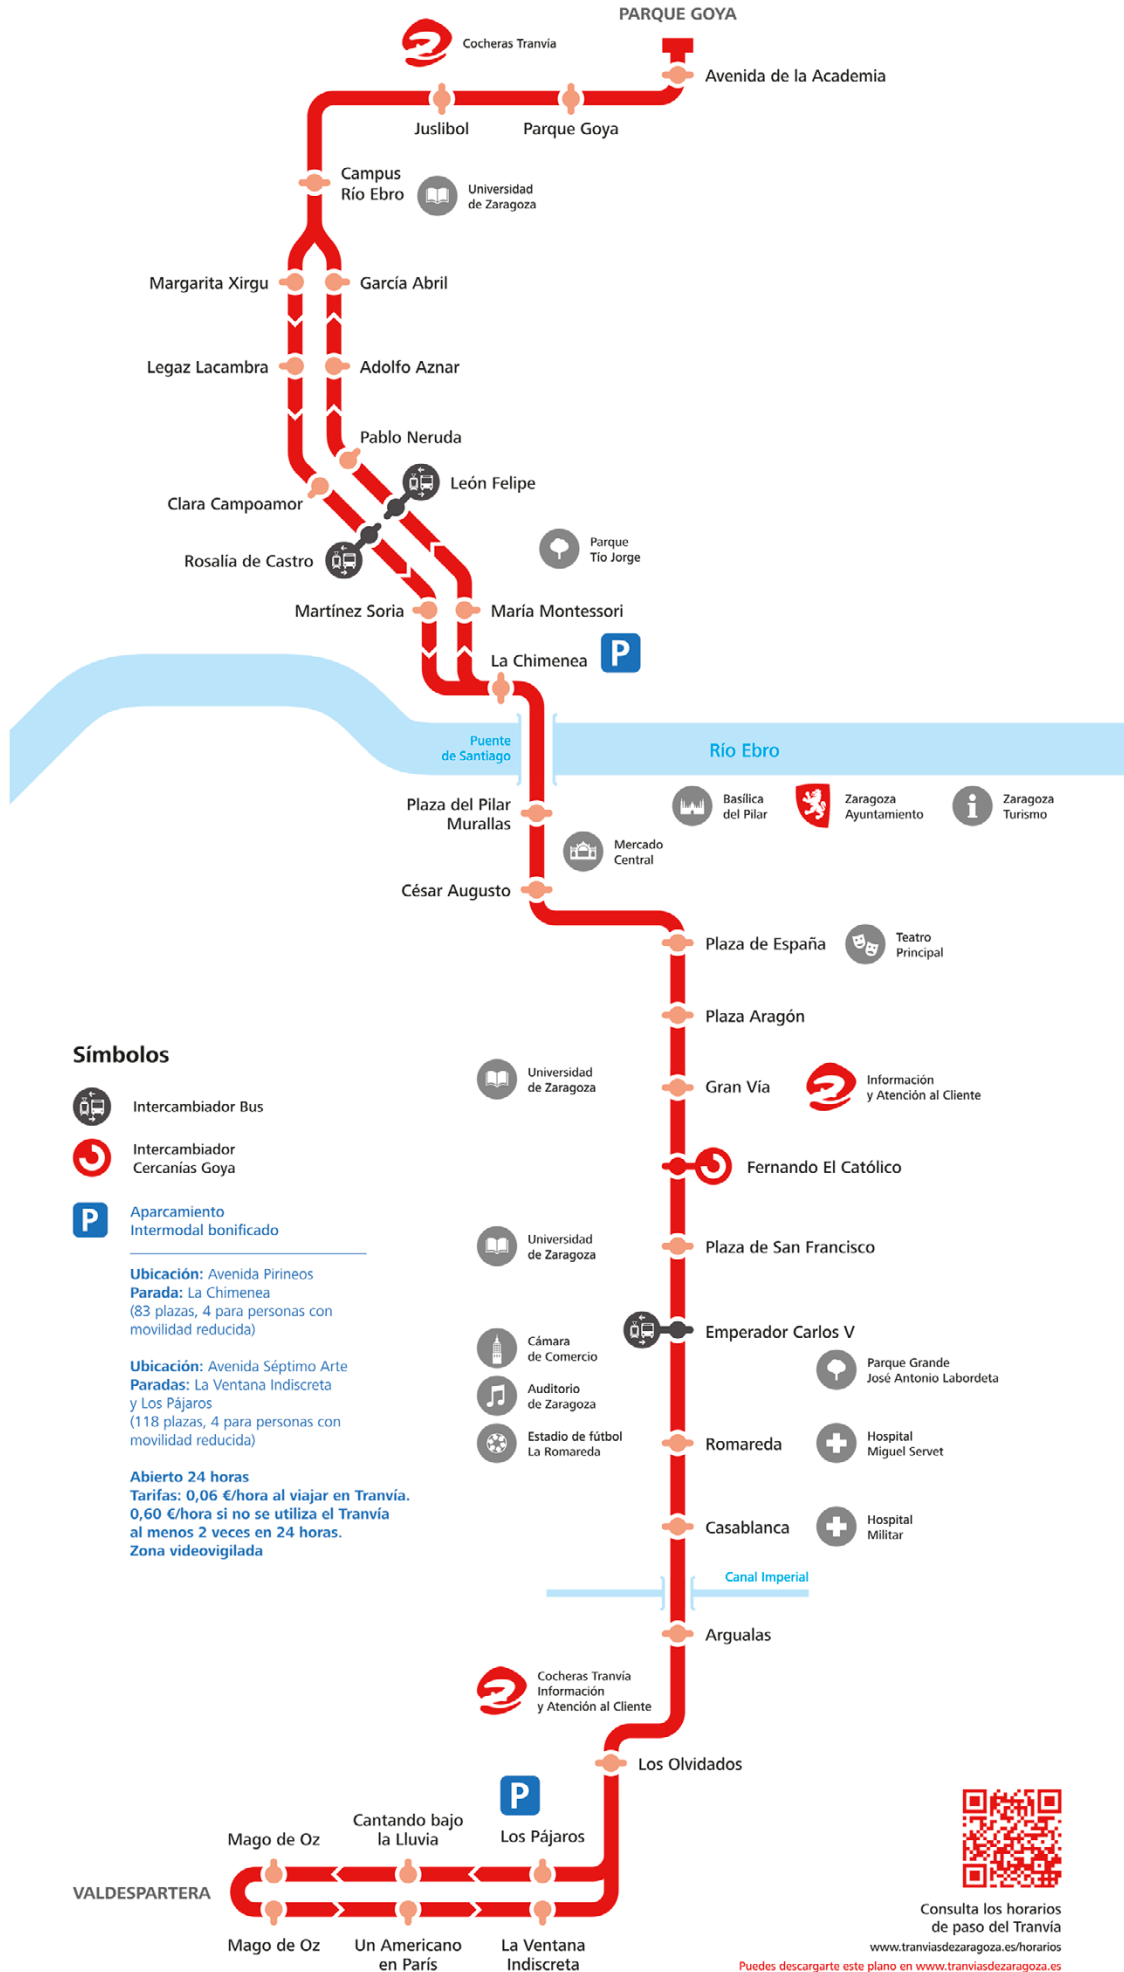 PARQUE GOYA
Cocheras Tranvía
Avenida de la Academia
Juslibol
Parque Goya
Campus
Río Ebro
Universidad
de Zaragoza
Margarita Xirgu
García Abril
Legaz Lacambra
Adolfo Aznar
Pablo Neruda
León Felipe
Clara Campoamor
Parque
Tío Jorge
Rosalía de Castro
Martínez Soria
María Montessori
La Chimenea
P
Puente
de Santiago
Río Ebro
Plaza del Pilar
Murallas
Basílica
del Pilar
Zaragoza
Ayuntamiento
i
Zaragoza
Turismo
Mercado
Central
César Augusto
Plaza de España
Teatro
Principal
Plaza Aragón
Símbolos
Intercambiador Bus
Intercambiador
Cercanías Goya
P
Aparcamiento
Intermodal bonificado
Ubicación: Avenida Pirineos
Parada: La Chimenea
(83 plazas, 4 para personas con
movilidad reducida)
Ubicación: Avenida Séptimo Arte
Paradas: La Ventana Indiscreta
y Los Pájaros
(118 plazas, 4 para personas con
movilidad reducida)
Abierto 24 horas
Tarifas: 0,06 €/hora al viajar en Tranvía.
0,60 €/hora si no se utiliza el Tranvía
al menos 2 veces en 24 horas.
Zona videovigilada
Universidad
de Zaragoza
Gran Vía
Información
y Atención al Cliente
Fernando El Católico
Universidad
de Zaragoza
Plaza de San Francisco
Emperador Carlos V
Cámara
de Comercio
Parque Grande
José Antonio Labordeta
Auditorio
de Zaragoza
Estadio de fútbol
La Romareda
Romareda
Hospital
Miguel Servet
Casablanca
Hospital
Militar
Canal Imperial
Argualas
Cocheras Tranvía
Información
y Atención al Cliente
Los Olvidados
P
Mago de Oz
Cantando bajo
la Lluvia
Los Pájaros
VALDESPARTERA
Mago de Oz
Un Americano
en París
La Ventana
Indiscreta
Consulta los horarios
de paso del Tranvía
www.tranviasdezaragoza.es/horarios
Puedes descargarte este plano en www.tranviasdezaragoza.es